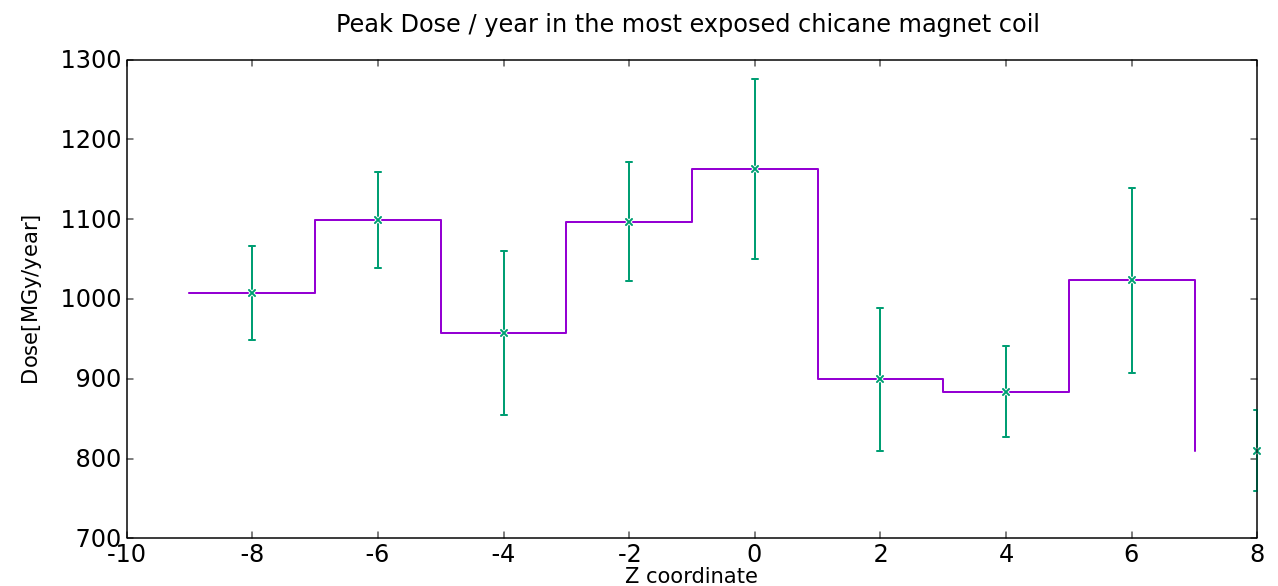 Peak Dose / year in the most exposed chicane magnet coil
1300
1200
1100
1000
900
800
700
Dose[MGy/year]
-10 -8 -6 -4 -2 0 2 4 6 8
Z coordinate